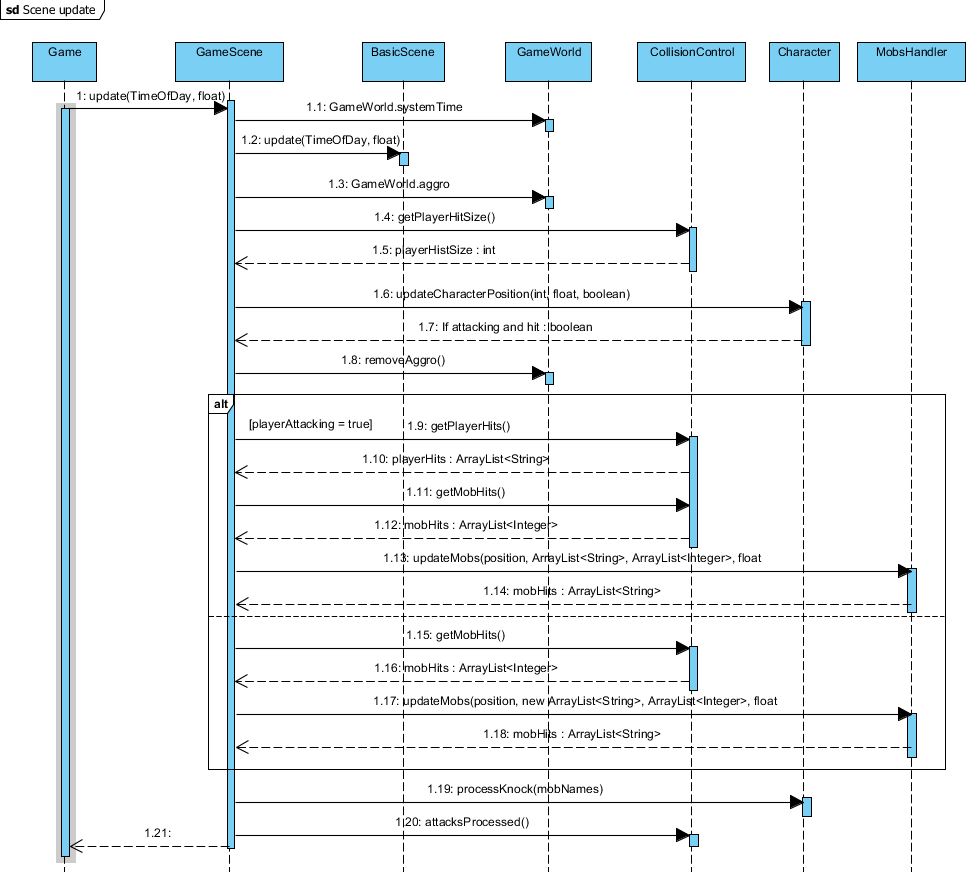 sd Scene update
Game
GameScene
BasicScene
GameWorld
CollisionControl
Character
MobsHandler
1: update(TimeOfDay, float)
1.1: GameWorld.systemTime
1.2: update(TimeOfDay, float)
1.3: GameWorld.aggro
1.4: getPlayerHitSize()
1.5: playerHistSize : int
1.6: updateCharacterPosition(int, float, boolean)
1.7: If attacking and hit : boolean
1.8: removeAggro()
alt
[playerAttacking = true]
1.9: getPlayerHits()
1.10: playerHits : ArrayList<String>
1.11: getMobHits()
1.12: mobHits : ArrayList<Integer>
1.13: updateMobs(position, ArrayList<String>, ArrayList<Integer>, float
1.14: mobHits : ArrayList<String>
1.15: getMobHits()
1.16: mobHits : ArrayList<Integer>
1.17: updateMobs(position, new ArrayList<String>, ArrayList<Integer>, float
1.18: mobHits : ArrayList<String>
1.19: processKnock(mobNames)
1.20: attacksProcessed()
1.21: